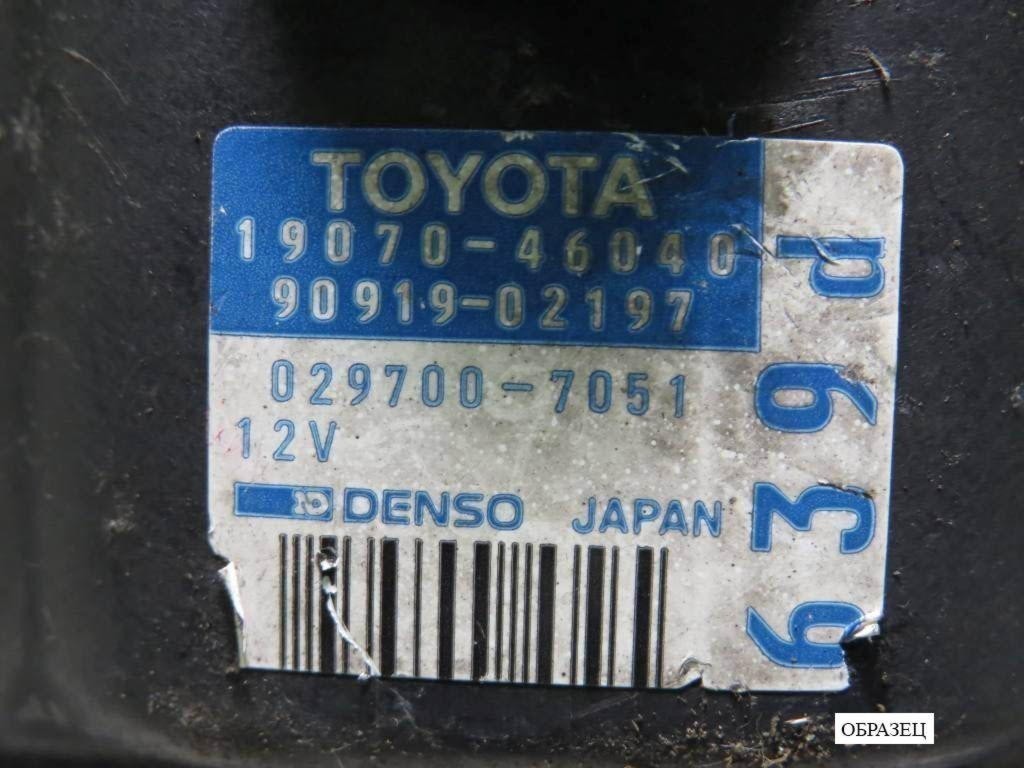 TOYOTA
19070-46040
90919-02197
029700-7051
12V
DENSO JAPAN
639d
ОБРАЗЕЦ